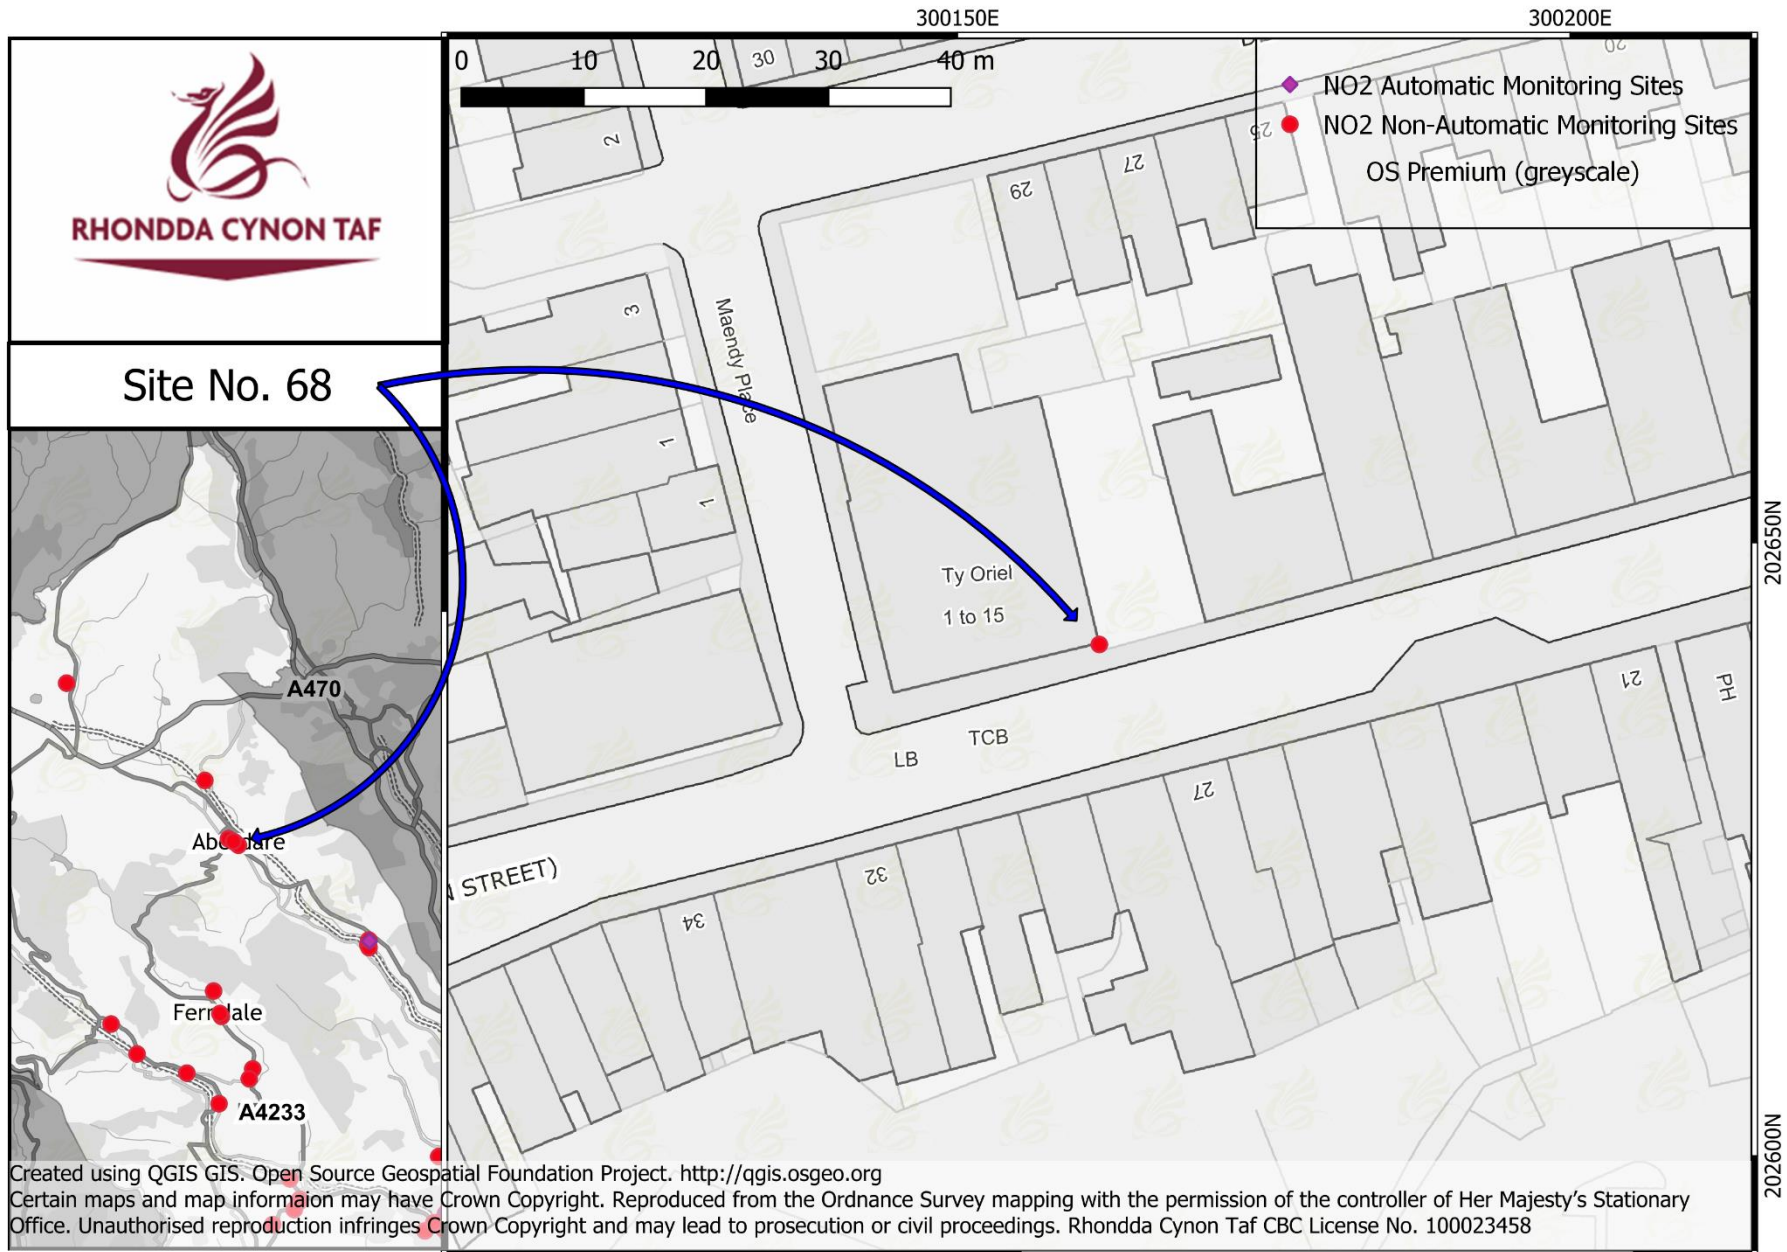 300150E
300200E
RHONDDA CYNON TAF
Site No. 68
0 10 20 30 40 m
NO2 Automatic Monitoring Sites
NO2 Non-Automatic Monitoring Sites
OS Premium (greyscale)
30
2
29
27
25
20
3
Maendy Place
1
1
Ty Oriel
1 to 15
202650N
LB
TCB
21
PH
27
32
34
STREET)
A470
Aberdare
Ferndale
A4233
202600N
Created using QGIS GIS. Open Source Geospatial Foundation Project. http://qgis.osgeo.org
Certain maps and map informaion may have Crown Copyright. Reproduced from the Ordnance Survey mapping with the permission of the controller of Her Majesty's Stationary
Office. Unauthorised reproduction infringes Crown Copyright and may lead to prosecution or civil proceedings. Rhondda Cynon Taf CBC License No. 100023458